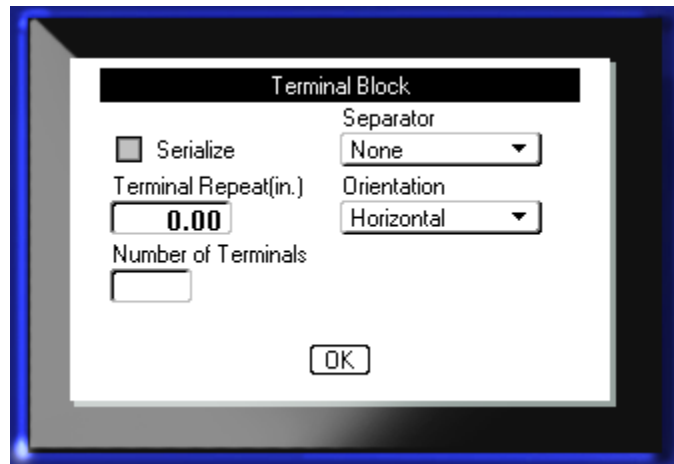 Terminal Block
Separator
Serialize
None
Terminal Repeat(in.)
Orientation
0.00
Horizontal
Number of Terminals
OK